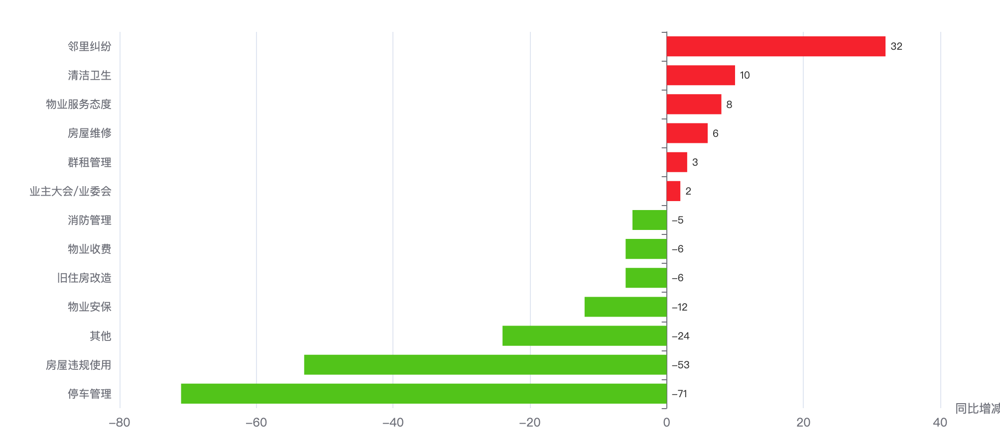 邻里纠纷 32
清洁卫生 10
物业服务态度 8
房屋维修 6
群租管理 3
业主大会/业委会 2
消防管理 -5
物业收费 -6
旧住房改造 -6
物业安保 -12
其他 -24
房屋违规使用 -53
停车管理 -71
同比增减
-80 -60 -40 -20 0 20 40